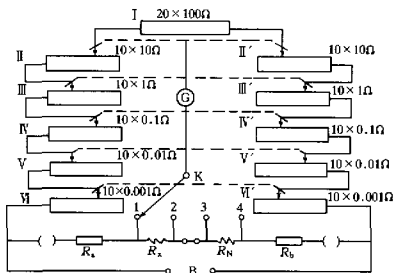 Ⅰ 20×100Ω
Ⅱ 10×10Ω Ⅱ′ 10×10Ω
Ⅲ 10×1Ω Ⅲ′ 10×1Ω
G
Ⅳ 10×0.1Ω Ⅳ′ 10×0.1Ω
Ⅴ 10×0.01Ω Ⅴ′ 10×0.01Ω
K
Ⅵ 10×0.001Ω Ⅵ′ 10×0.001Ω
1 2 3 4
( ) Ra Rx RN Rb ( )
B